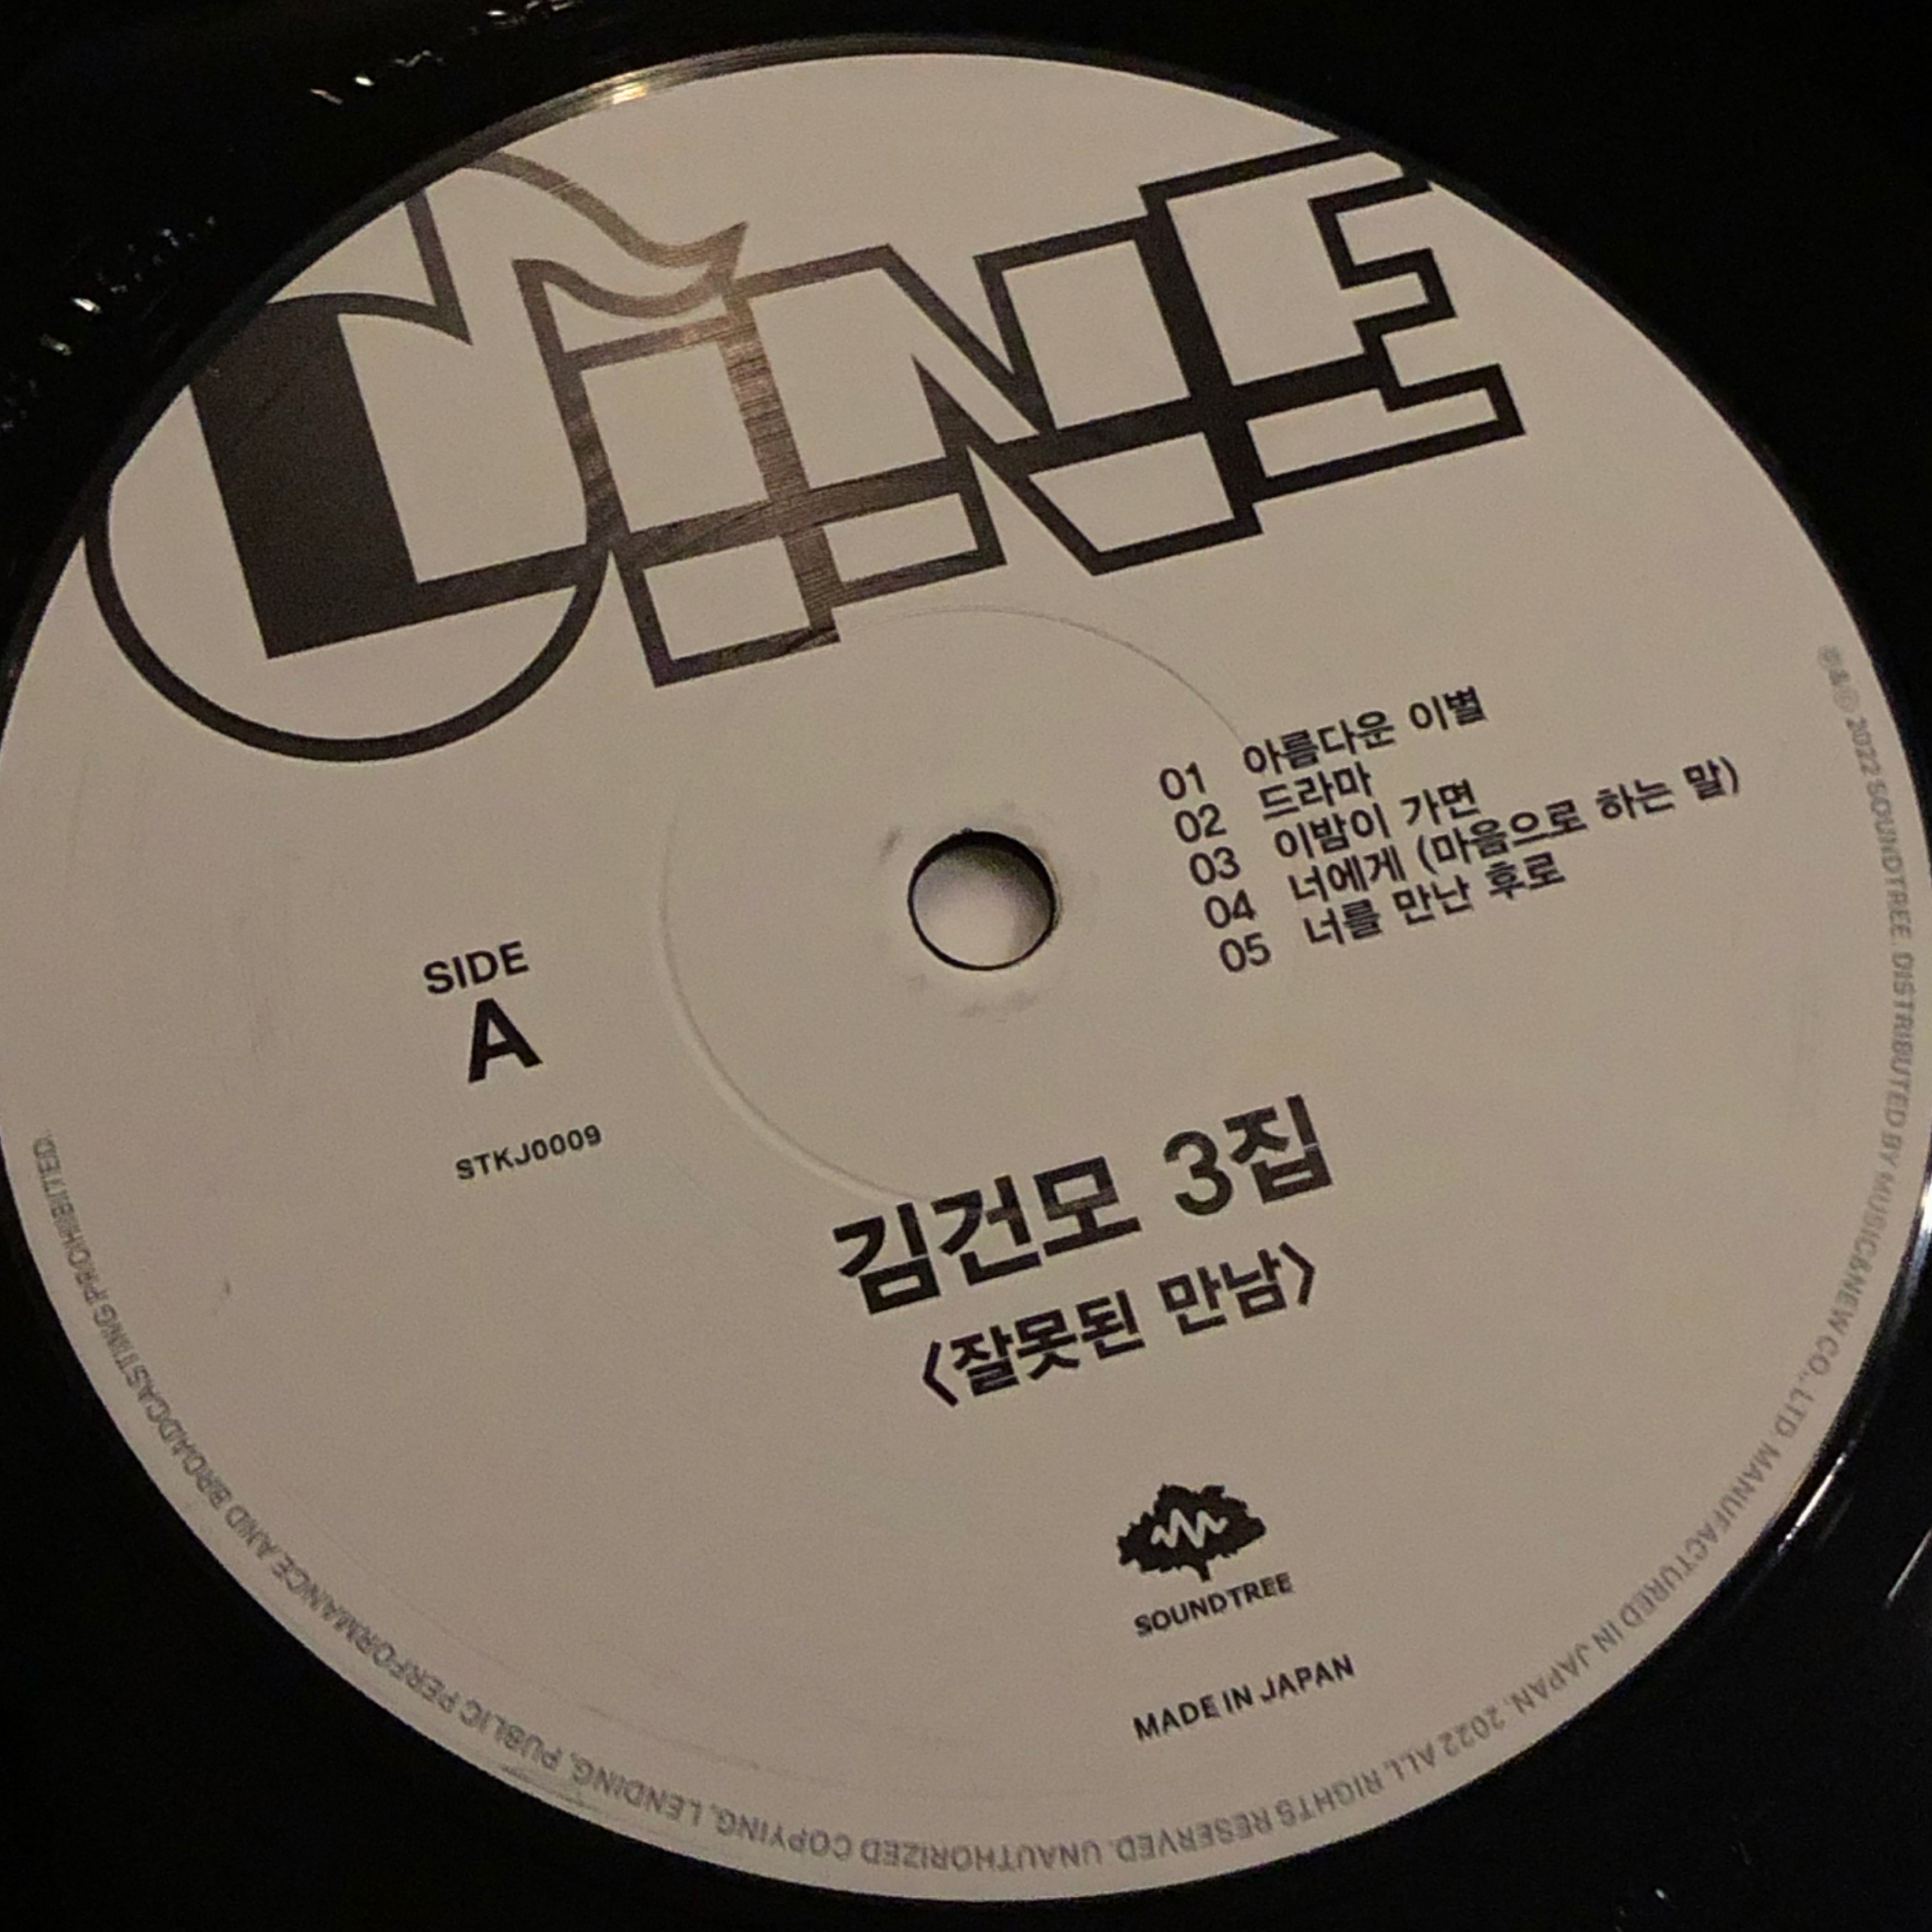 LINE
01 아름다운 이별
02 드라마
03 이밤이 가면
04 너에게 (마음으로 하는 말)
05 너를 만난 후로
SIDE
A
STKJ0009
김건모 3집
〈잘못된 만남〉
SOUNDTREE
MADE IN JAPAN
℗&© 2022 SOUNDTREE. DISTRIBUTED BY MUSIC&NEW CO., LTD. MANUFACTURED IN JAPAN. 2022 ALL RIGHTS RESERVED. UNAUTHORIZED COPYING, LENDING, PUBLIC PERFORMANCE AND BROADCASTING PROHIBITED.